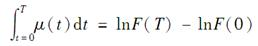 ∫_{t=0}^{T} μ(t)dt = lnF(T) − lnF(0)